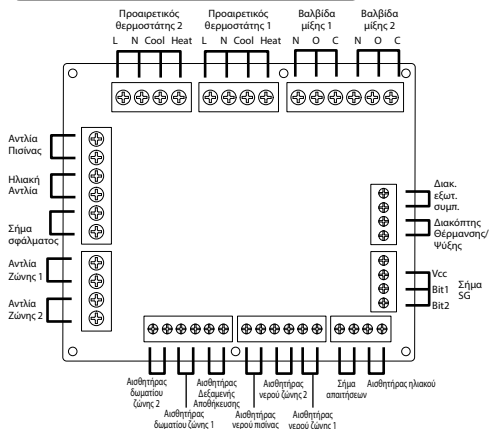 Προαιρετικός
θερμοστάτης 2
Προαιρετικός
θερμοστάτης 1
Βαλβίδα
μίξης 1
Βαλβίδα
μίξης 2
L N Cool Heat
L N Cool Heat
N O C
N O C
Αντλία
Πισίνας
Ηλιακή
Αντλία
Σήμα
σφάλματος
Αντλία
Ζώνης 1
Αντλία
Ζώνης 2
Διακ.
εξωτ.
συμπ.
Διακόπτης
Θέρμανσης/
Ψύξης
Vcc
Bit1
Bit2
Σήμα
SG
Αισθητήρας
δωματίου
ζώνης 2
Αισθητήρας
δωματίου ζώνης 1
Αισθητήρας
Δεξαμενής
Αποθήκευσης
Αισθητήρας
νερού πισίνας
Αισθητήρας
νερού ζώνης 2
Αισθητήρας
νερού ζώνης 1
Σήμα
απαιτήσεων
Αισθητήρας ηλιακού